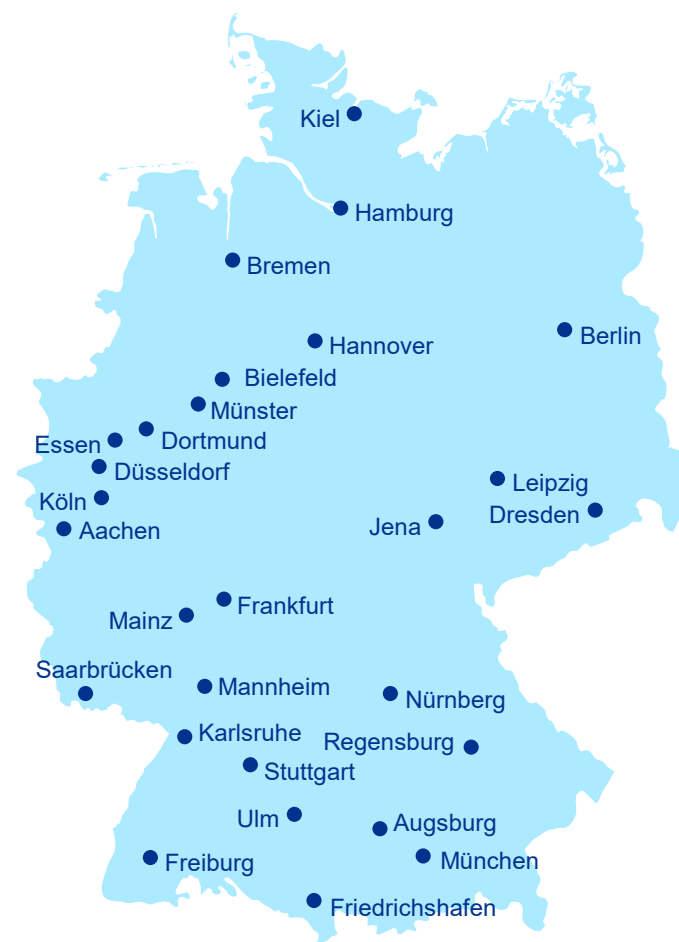 Kiel
Hamburg
Bremen
Berlin
Hannover
Bielefeld
Münster
Dortmund
Essen
Düsseldorf
Leipzig
Köln
Dresden
Jena
Aachen
Frankfurt
Mainz
Saarbrücken
Mannheim
Nürnberg
Karlsruhe
Regensburg
Stuttgart
Ulm
Augsburg
München
Freiburg
Friedrichshafen